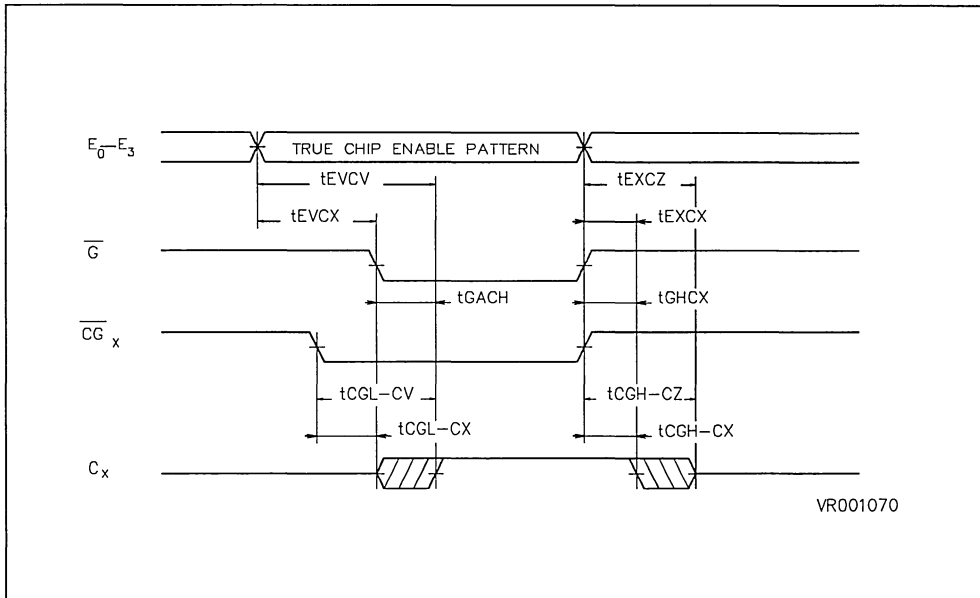 E0–E3
TRUE CHIP ENABLE PATTERN
tEVCV
tEXCZ
tEVCX
tEXCX
G
tGACH
tGHCX
CG x
tCGL-CV
tCGH-CZ
tCGL-CX
tCGH-CX
Cx
VR001070